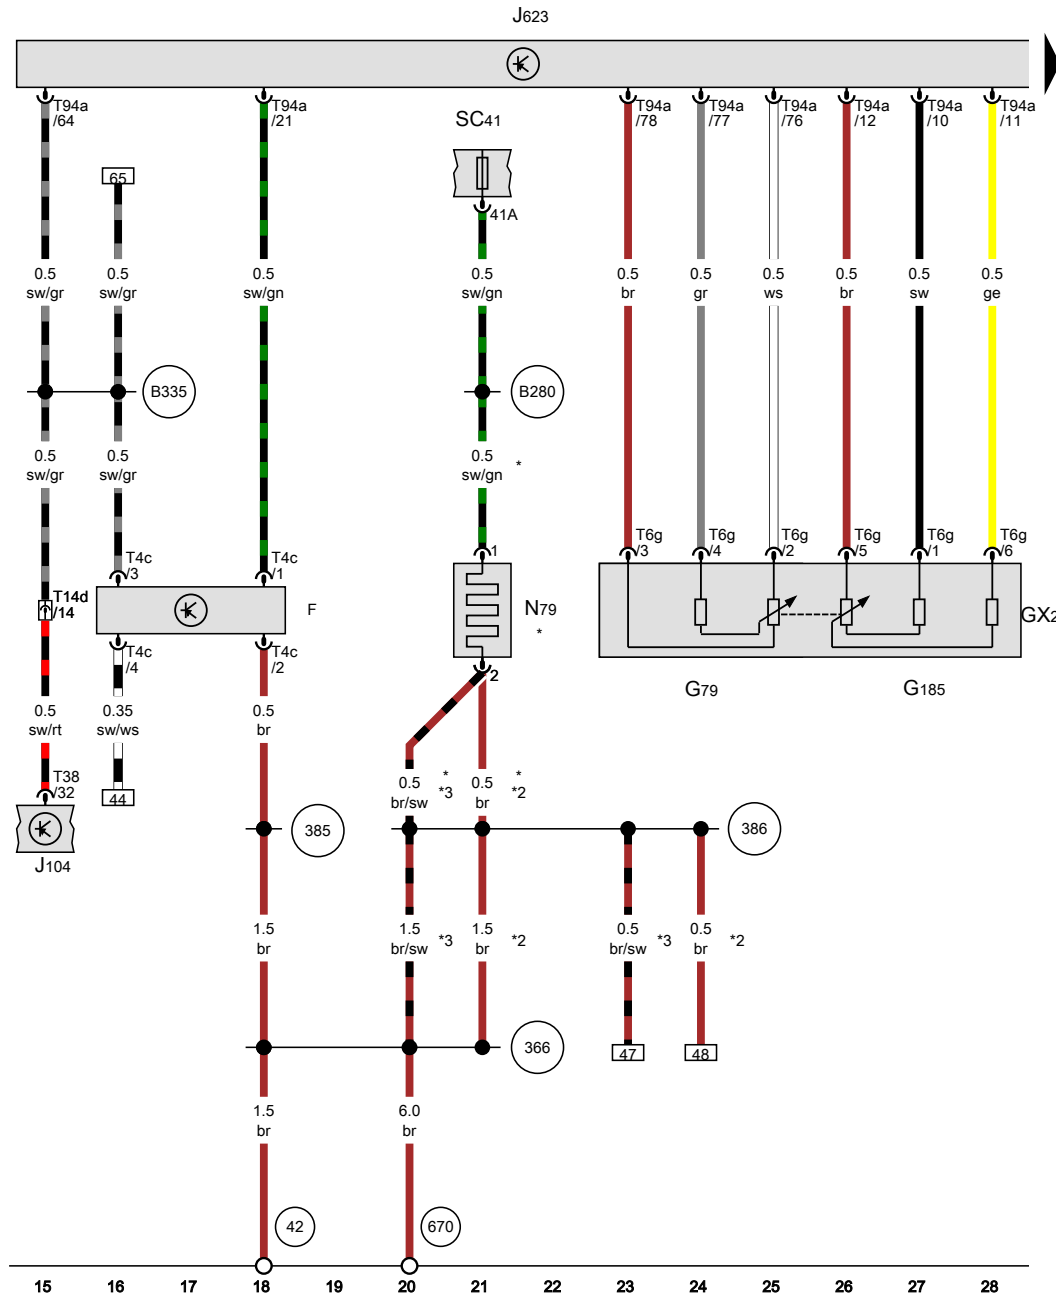 J623
T94a
/64
T94a
/21
SC41
T94a
/78
T94a
/77
T94a
/76
T94a
/12
T94a
/10
T94a
/11
65
41A
0.5
sw/gr
0.5
sw/gr
0.5
sw/gn
0.5
sw/gn
0.5
br
0.5
gr
0.5
ws
0.5
br
0.5
sw
0.5
ge
B335
B280
0.5
sw/gr
0.5
sw/gr
0.5
sw/gn
*
T4c
/3
T4c
/1
1
T6g
/3
T6g
/4
T6g
/2
T6g
/5
T6g
/1
T6g
/6
T14d
/14
F
N79
*
GX2
T4c
/4
T4c
/2
2
G79
G185
0.5
sw/rt
0.35
sw/ws
0.5
br
T38
/32
44
0.5
br/sw
*
*3
0.5
br
*
*2
J104
385
386
1.5
br
1.5
br/sw
*3
1.5
br
*2
0.5
br/sw
*3
0.5
br
*2
366
47
48
1.5
br
6.0
br
42
670
15 16 17 18 19 20 21 22 23 24 25 26 27 28